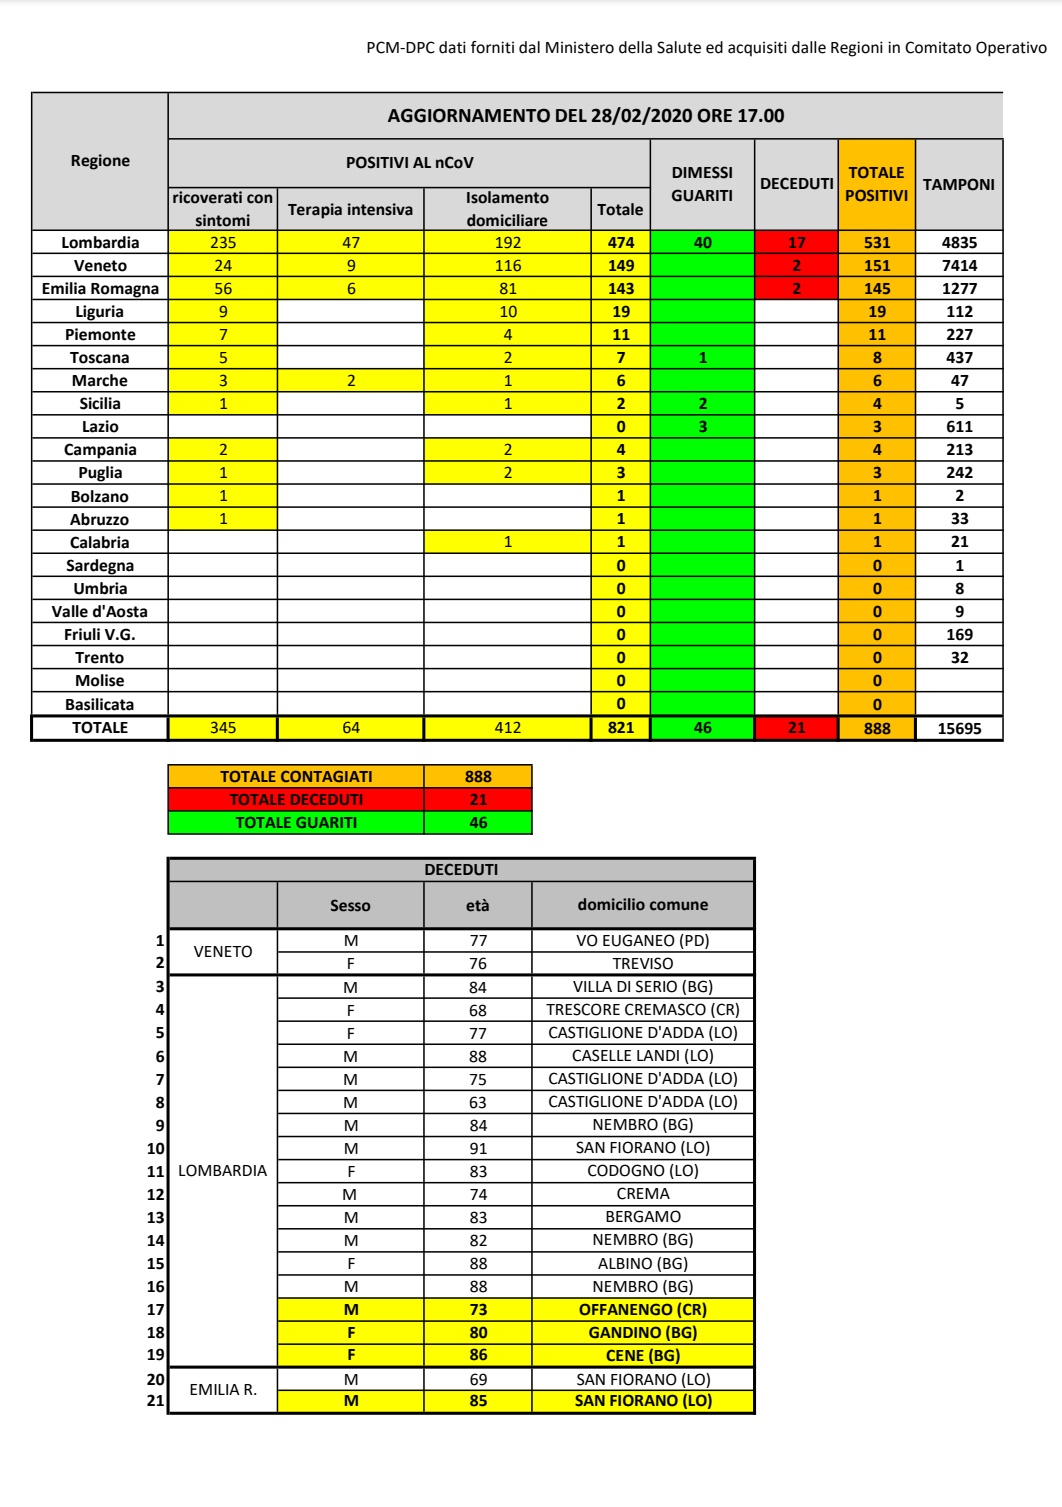 PCM-DPC dati forniti dal Ministero della Salute ed acquisiti dalle Regioni in Comitato Operativo
Regione
AGGIORNAMENTO DEL 28/02/2020 ORE 17.00
POSITIVI AL nCoV
DIMESSI
GUARITI
DECEDUTI
TOTALE
POSITIVI
TAMPONI
ricoverati con
sintomi
Terapia intensiva
Isolamento
domiciliare
Totale
Lombardia 235 47 192 474 40 17 531 4835
Veneto 24 9 116 149 2 151 7414
Emilia Romagna 56 6 81 143 2 145 1277
Liguria 9 10 19 19 112
Piemonte 7 4 11 11 227
Toscana 5 2 7 1 8 437
Marche 3 2 1 6 6 47
Sicilia 1 1 2 2 4 5
Lazio 0 3 3 611
Campania 2 2 4 4 213
Puglia 1 2 3 3 242
Bolzano 1 1 1 2
Abruzzo 1 1 1 33
Calabria 1 1 1 21
Sardegna 0 0 1
Umbria 0 0 8
Valle d'Aosta 0 0 9
Friuli V.G. 0 0 169
Trento 0 0 32
Molise 0 0
Basilicata 0 0
TOTALE 345 64 412 821 46 21 888 15695
TOTALE CONTAGIATI 888
TOTALE DECEDUTI 21
TOTALE GUARITI 46
DECEDUTI
Sesso età domicilio comune
VENETO
1 M 77 VO EUGANEO (PD)
2 F 76 TREVISO
LOMBARDIA
3 M 84 VILLA DI SERIO (BG)
4 F 68 TRESCORE CREMASCO (CR)
5 F 77 CASTIGLIONE D'ADDA (LO)
6 M 88 CASELLE LANDI (LO)
7 M 75 CASTIGLIONE D'ADDA (LO)
8 M 63 CASTIGLIONE D'ADDA (LO)
9 M 84 NEMBRO (BG)
10 M 91 SAN FIORANO (LO)
11 F 83 CODOGNO (LO)
12 M 74 CREMA
13 M 83 BERGAMO
14 M 82 NEMBRO (BG)
15 F 88 ALBINO (BG)
16 M 88 NEMBRO (BG)
17 M 73 OFFANENGO (CR)
18 F 80 GANDINO (BG)
19 F 86 CENE (BG)
EMILIA R.
20 M 69 SAN FIORANO (LO)
21 M 85 SAN FIORANO (LO)